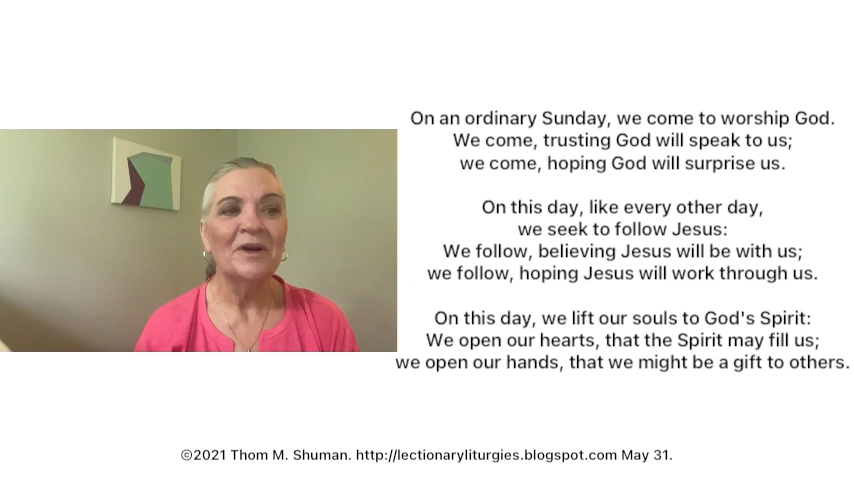 On an ordinary Sunday, we come to worship God.
We come, trusting God will speak to us;
we come, hoping God will surprise us.
On this day, like every other day,
we seek to follow Jesus:
We follow, believing Jesus will be with us;
we follow, hoping Jesus will work through us.
On this day, we lift our souls to God's Spirit:
We open our hearts, that the Spirit may fill us;
we open our hands, that we might be a gift to others.
©2021 Thom M. Shuman. http://lectionaryliturgies.blogspot.com May 31.